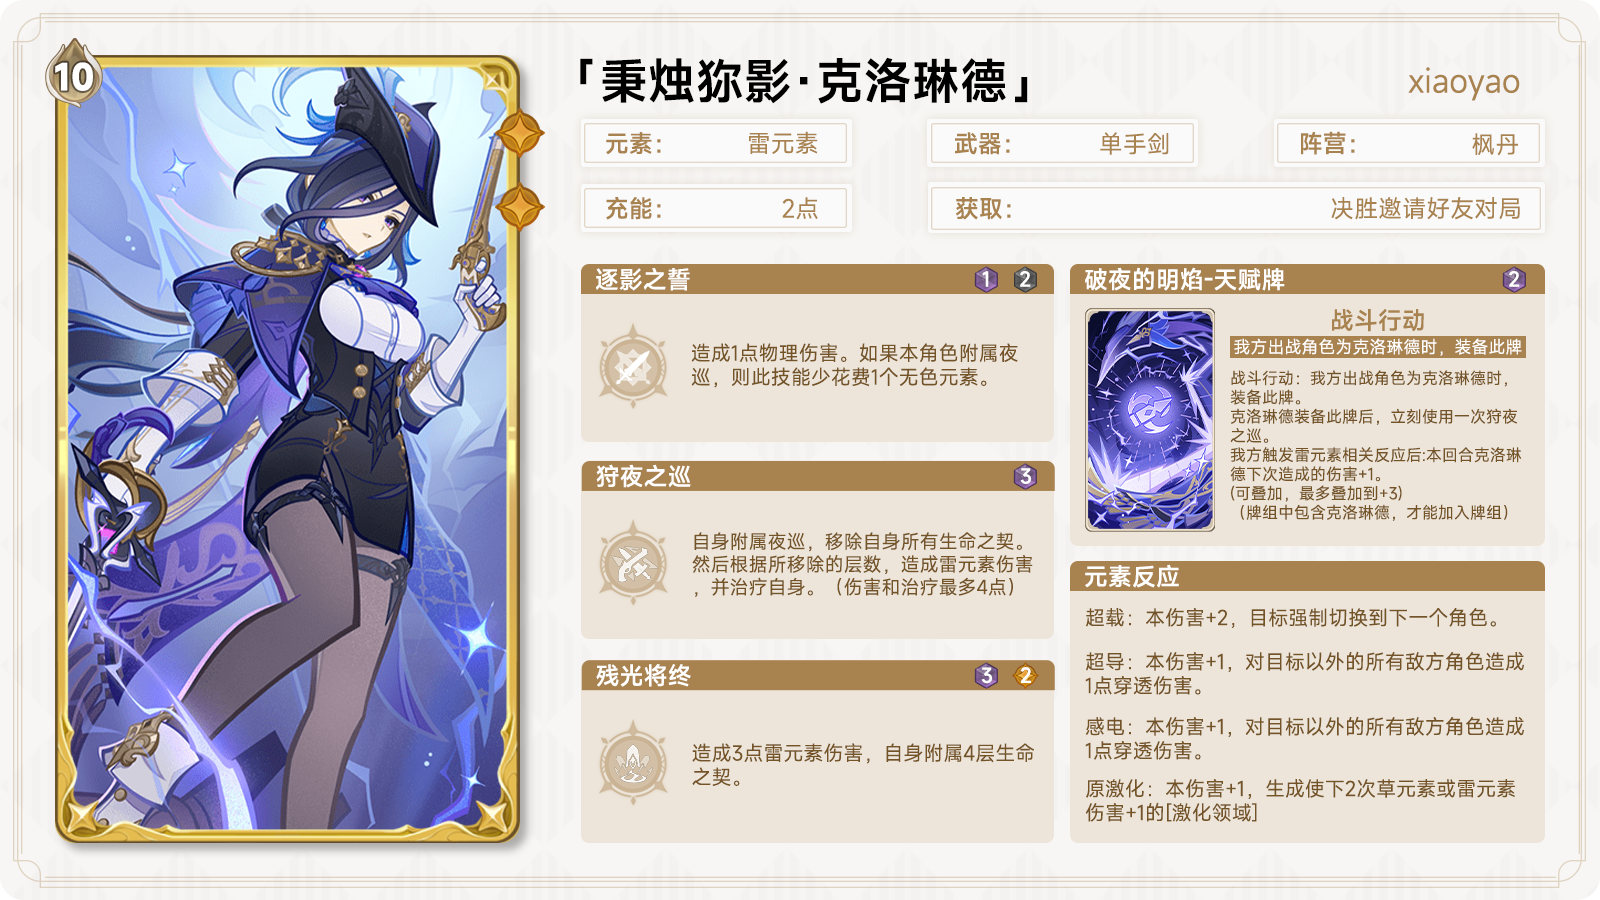 10
「秉烛狝影·克洛琳德」
xiaoyao
元素：
雷元素
武器：
单手剑
阵营：
枫丹
充能：
2点
获取：
决胜邀请好友对局
逐影之誓
1
2
造成1点物理伤害。如果本角色附属夜
巡，则此技能少花费1个无色元素。
狩夜之巡
3
自身附属夜巡，移除自身所有生命之契。
然后根据所移除的层数，造成雷元素伤害
，并治疗自身。（伤害和治疗最多4点）
残光将终
3
2
造成3点雷元素伤害，自身附属4层生命
之契。
破夜的明焰-天赋牌
2
战斗行动
我方出战角色为克洛琳德时，装备此牌
战斗行动：我方出战角色为克洛琳德时，
装备此牌。
克洛琳德装备此牌后，立刻使用一次狩夜
之巡。
我方触发雷元素相关反应后:本回合克洛琳
德下次造成的伤害+1。
(可叠加，最多叠加到+3)
（牌组中包含克洛琳德，才能加入牌组）
元素反应
超载：本伤害+2，目标强制切换到下一个角色。
超导：本伤害+1，对目标以外的所有敌方角色造成
1点穿透伤害。
感电：本伤害+1，对目标以外的所有敌方角色造成
1点穿透伤害。
原激化：本伤害+1，生成使下2次草元素或雷元素
伤害+1的[激化领域]